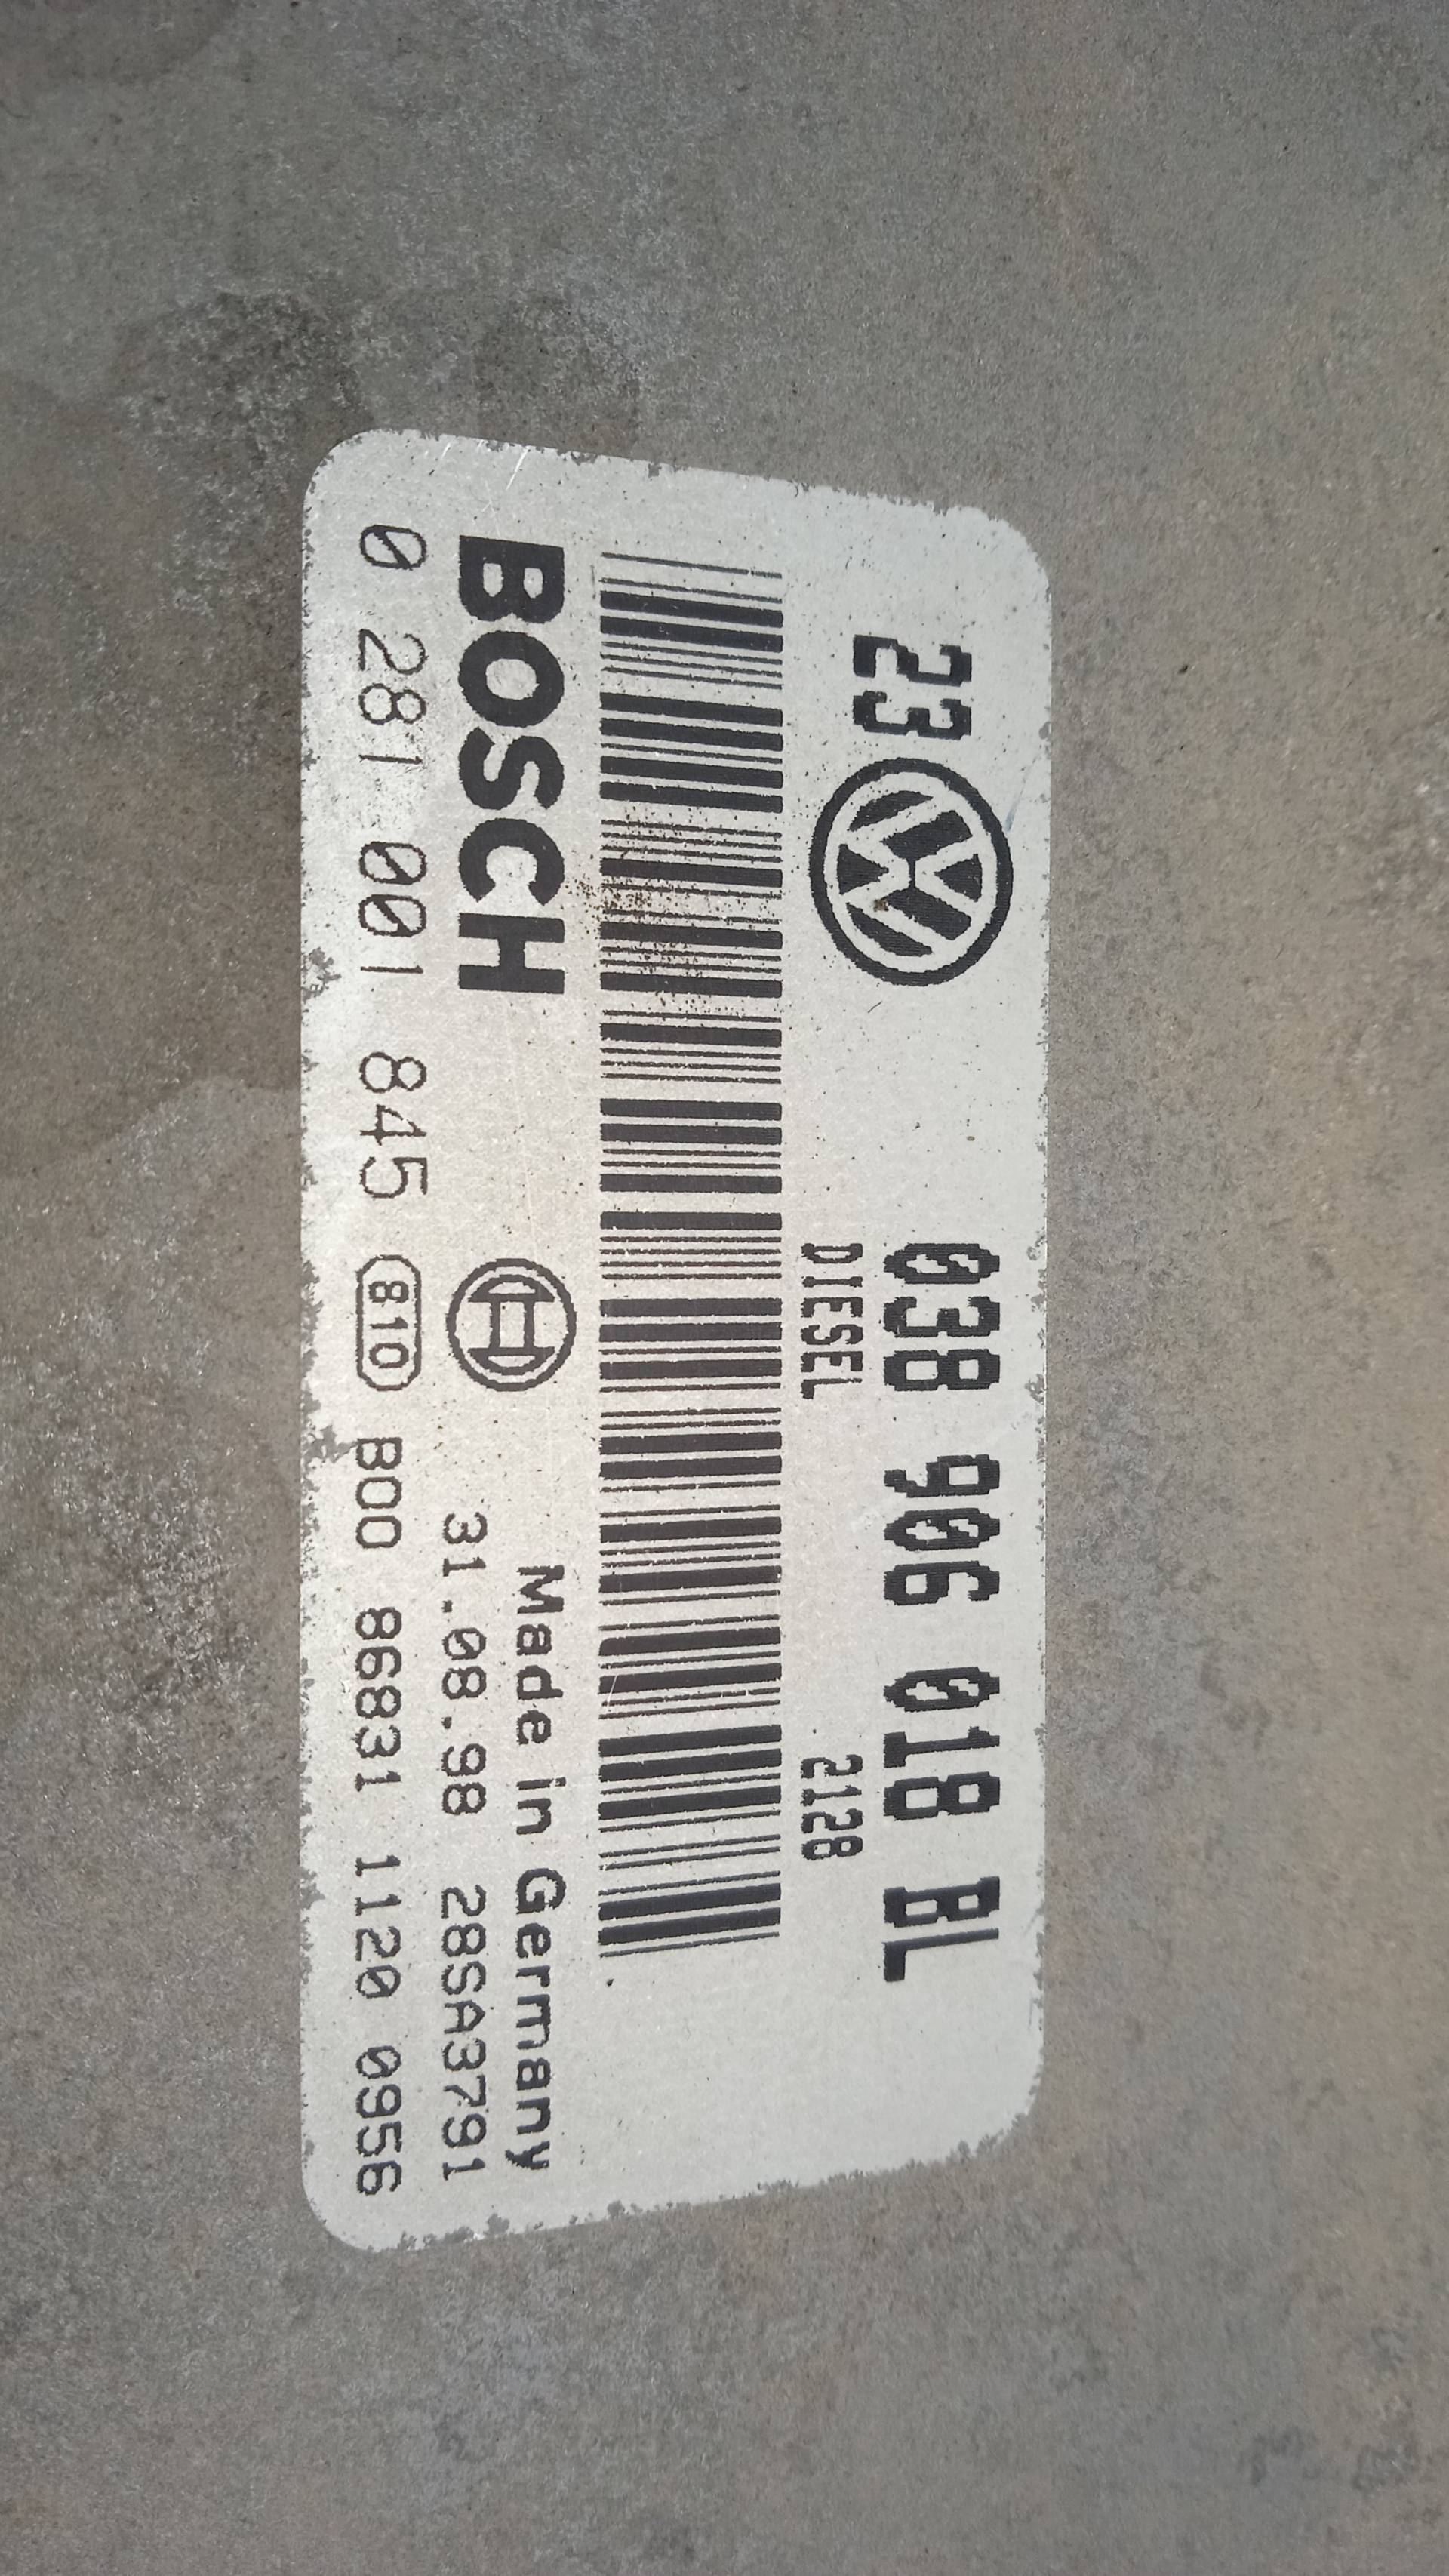 23 038 906 018 BL
DIESEL 2128
BOSCH Made in Germany
31.08.98 28SA3791
0 281 001 845 810 B00 86831 1120 0956